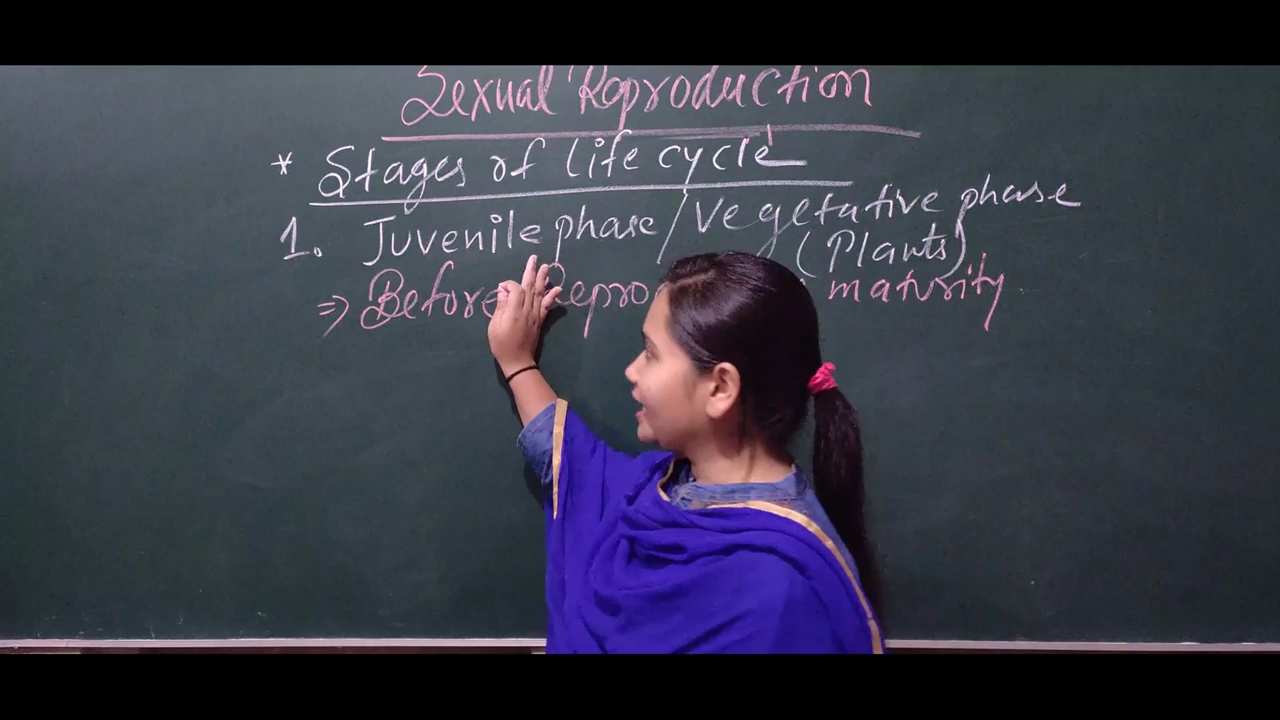 Sexual Reproduction
* Stages of life cycle
1. Juvenile phase / Vegetative phase
(Plants)
⇒ Before maturity